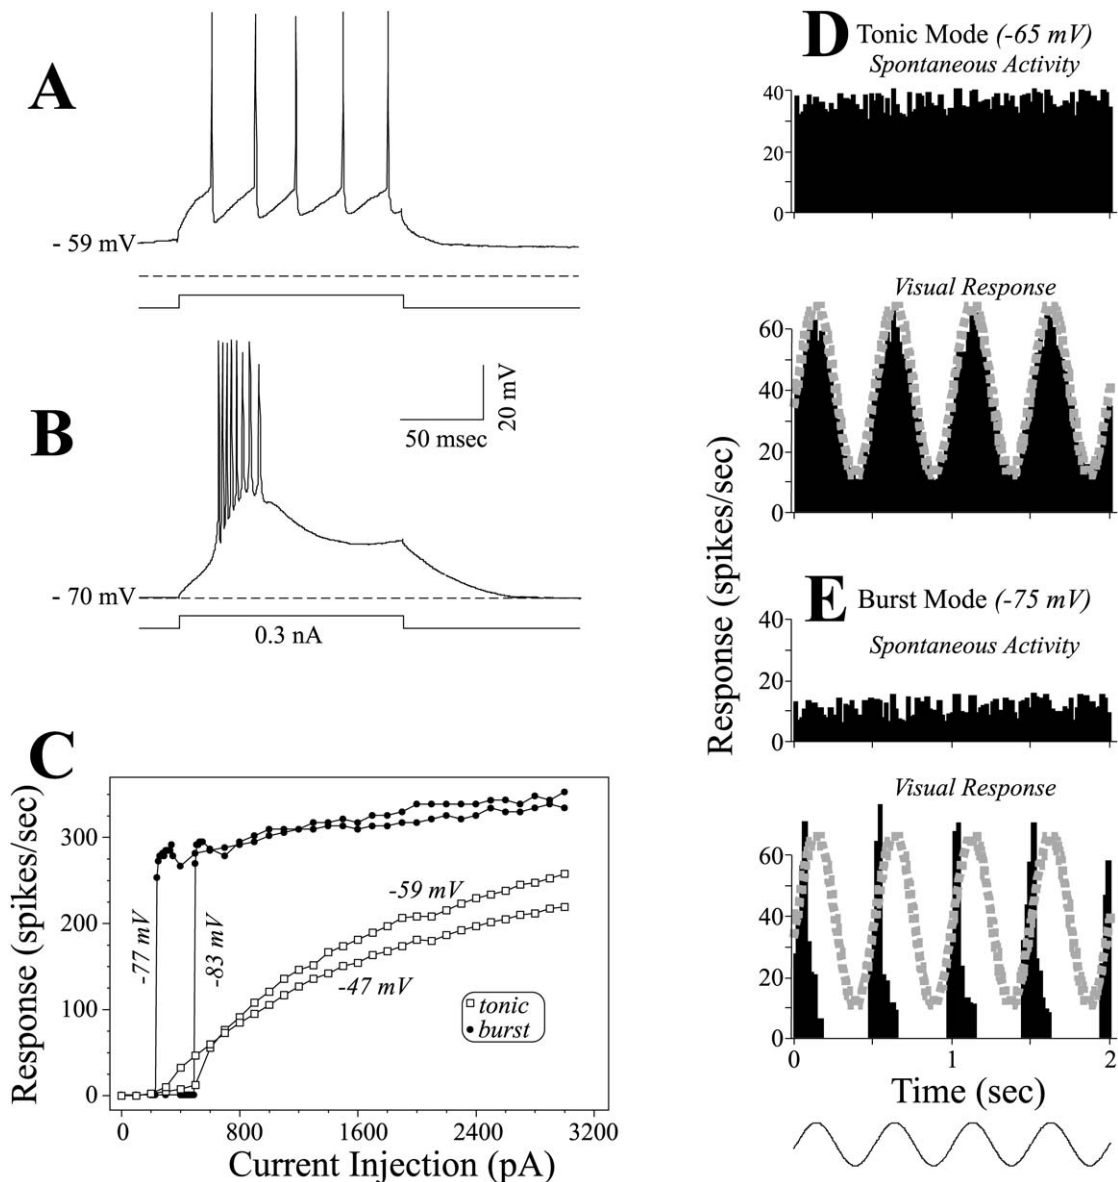 A
- 59 mV
B
20 mV
50 msec
- 70 mV
0.3 nA
C
Response (spikes/sec)
300
200
100
0
-77 mV
-83 mV
-59 mV
-47 mV
tonic
burst
0 800 1600 2400 3200
Current Injection (pA)
D Tonic Mode (-65 mV)
Spontaneous Activity
40
20
0
Visual Response
60
40
20
0
Response (spikes/sec)
E Burst Mode (-75 mV)
Spontaneous Activity
40
20
0
Visual Response
60
40
20
0
0 1 2
Time (sec)